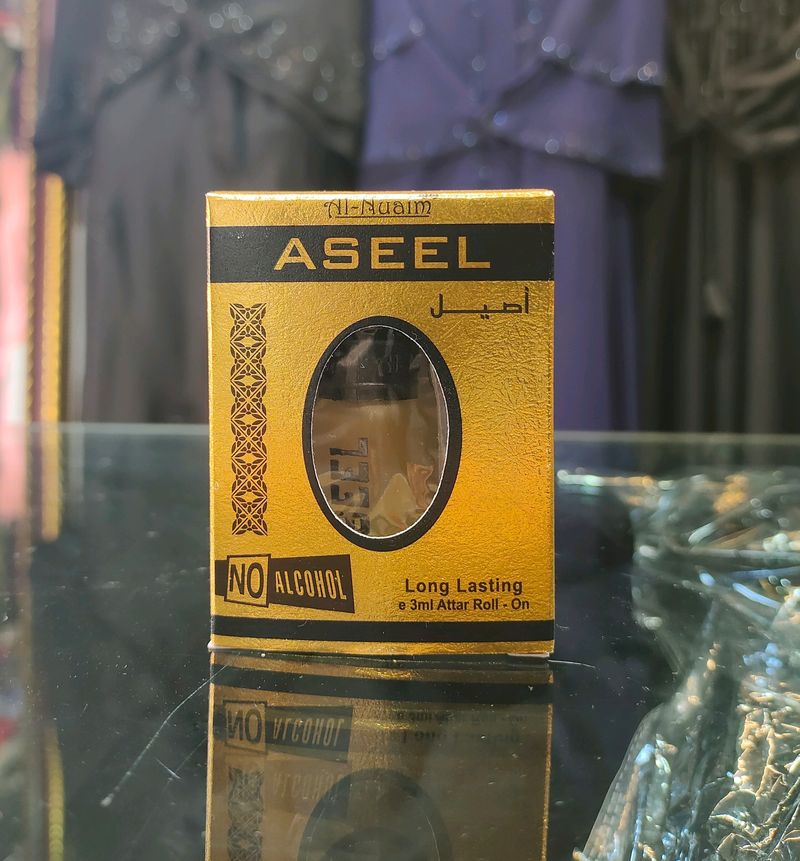 Al-Nuaim
ASEEL
أصيل
NO ALCOHOL
Long Lasting
e 3ml Attar Roll - On